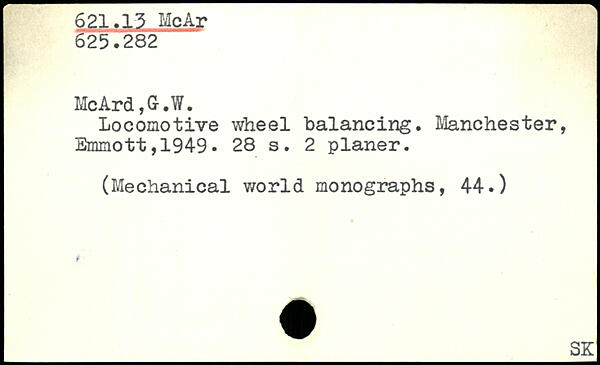 621.13 McAr
625.282
McArd,G.W.
Locomotive wheel balancing. Manchester,
Emmott,1949. 28 s. 2 planer.
(Mechanical world monographs, 44.)
SK